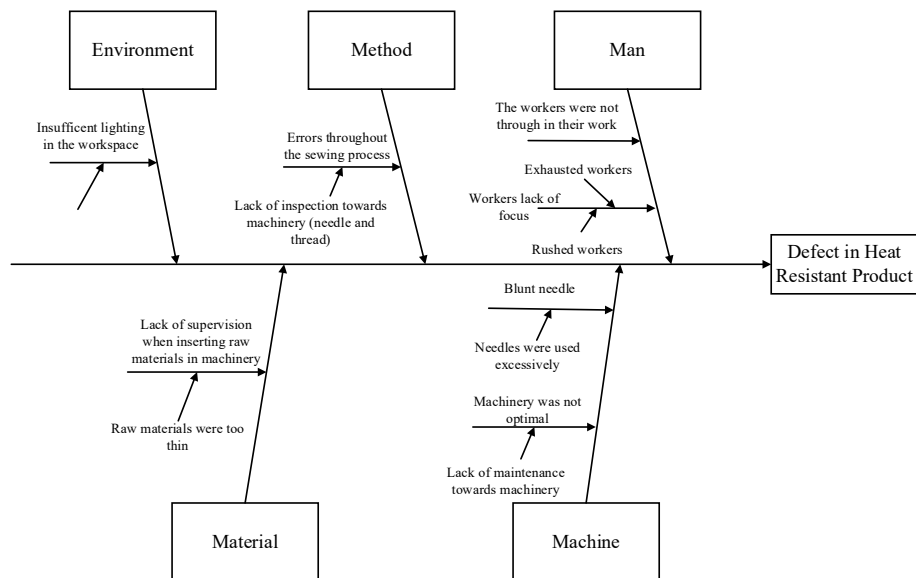 Environment
Method
Man
Insufficent lighting
in the workspace
Errors throughout
the sewing process
Lack of inspection towards
machinery (needle and
thread)
The workers were not
through in their work
Exhausted workers
Workers lack of
focus
Rushed workers
Defect in Heat
Resistant Product
Lack of supervision
when inserting raw
materials in machinery
Raw materials were too
thin
Blunt needle
Needles were used
excessively
Machinery was not
optimal
Lack of maintenance
towards machinery
Material
Machine